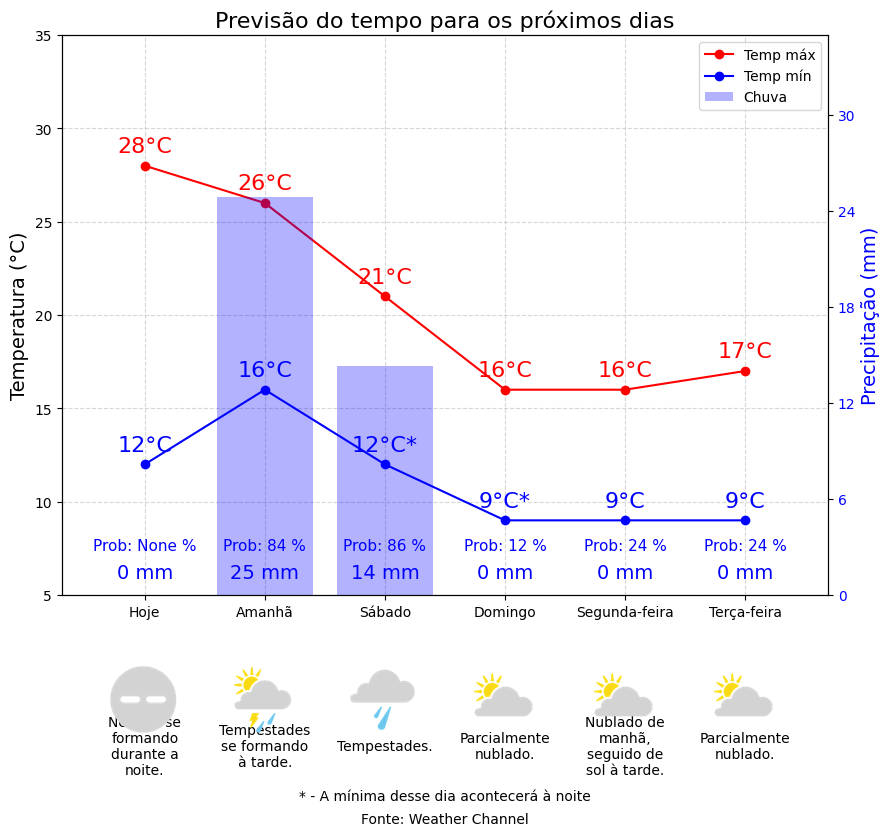 Previsão do tempo para os próximos dias
Temp máx
Temp mín
Chuva
Temperatura (°C)
Precipitação (mm)
35
30
25
20
15
10
5
30
24
18
12
6
0
28°C
26°C
21°C
16°C
16°C
17°C
12°C
16°C
12°C*
9°C*
9°C
9°C
Prob: None %
Prob: 84 %
Prob: 86 %
Prob: 12 %
Prob: 24 %
Prob: 24 %
0 mm
25 mm
14 mm
0 mm
0 mm
0 mm
Hoje
Amanhã
Sábado
Domingo
Segunda-feira
Terça-feira
se
formando
durante a
noite.
Tempestades
se formando
à tarde.
Tempestades.
Parcialmente
nublado.
Nublado de
manhã,
seguido de
sol à tarde.
Parcialmente
nublado.
* - A mínima desse dia acontecerá à noite
Fonte: Weather Channel